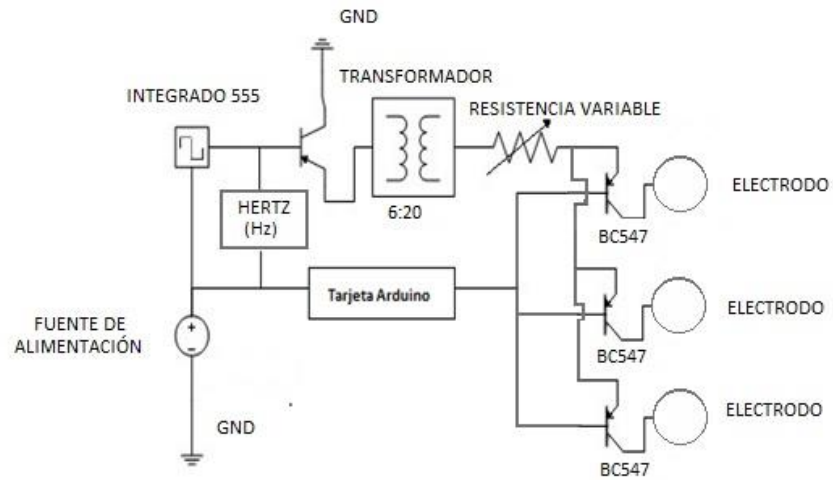 GND
TRANSFORMADOR
INTEGRADO 555
RESISTENCIA VARIABLE
HERTZ
(Hz)
6:20
ELECTRODO
BC547
Tarjeta Arduino
FUENTE DE
ALIMENTACIÓN
+
-
ELECTRODO
BC547
GND
ELECTRODO
BC547